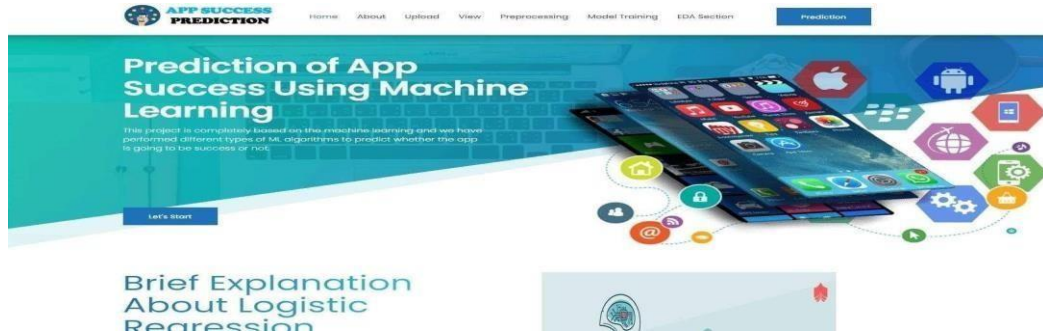 APP SUCCESS
PREDICTION
Home About Upload View Preprocessing Model Training EDA Section Prediction
Prediction of App
Success Using Machine
Learning
This project is completely based on the machine learning and we have
performed different types of ML algorithms to predict whether the app
is going to be success or not.
Let's Start
Brief Explanation
About Logistic
Regression